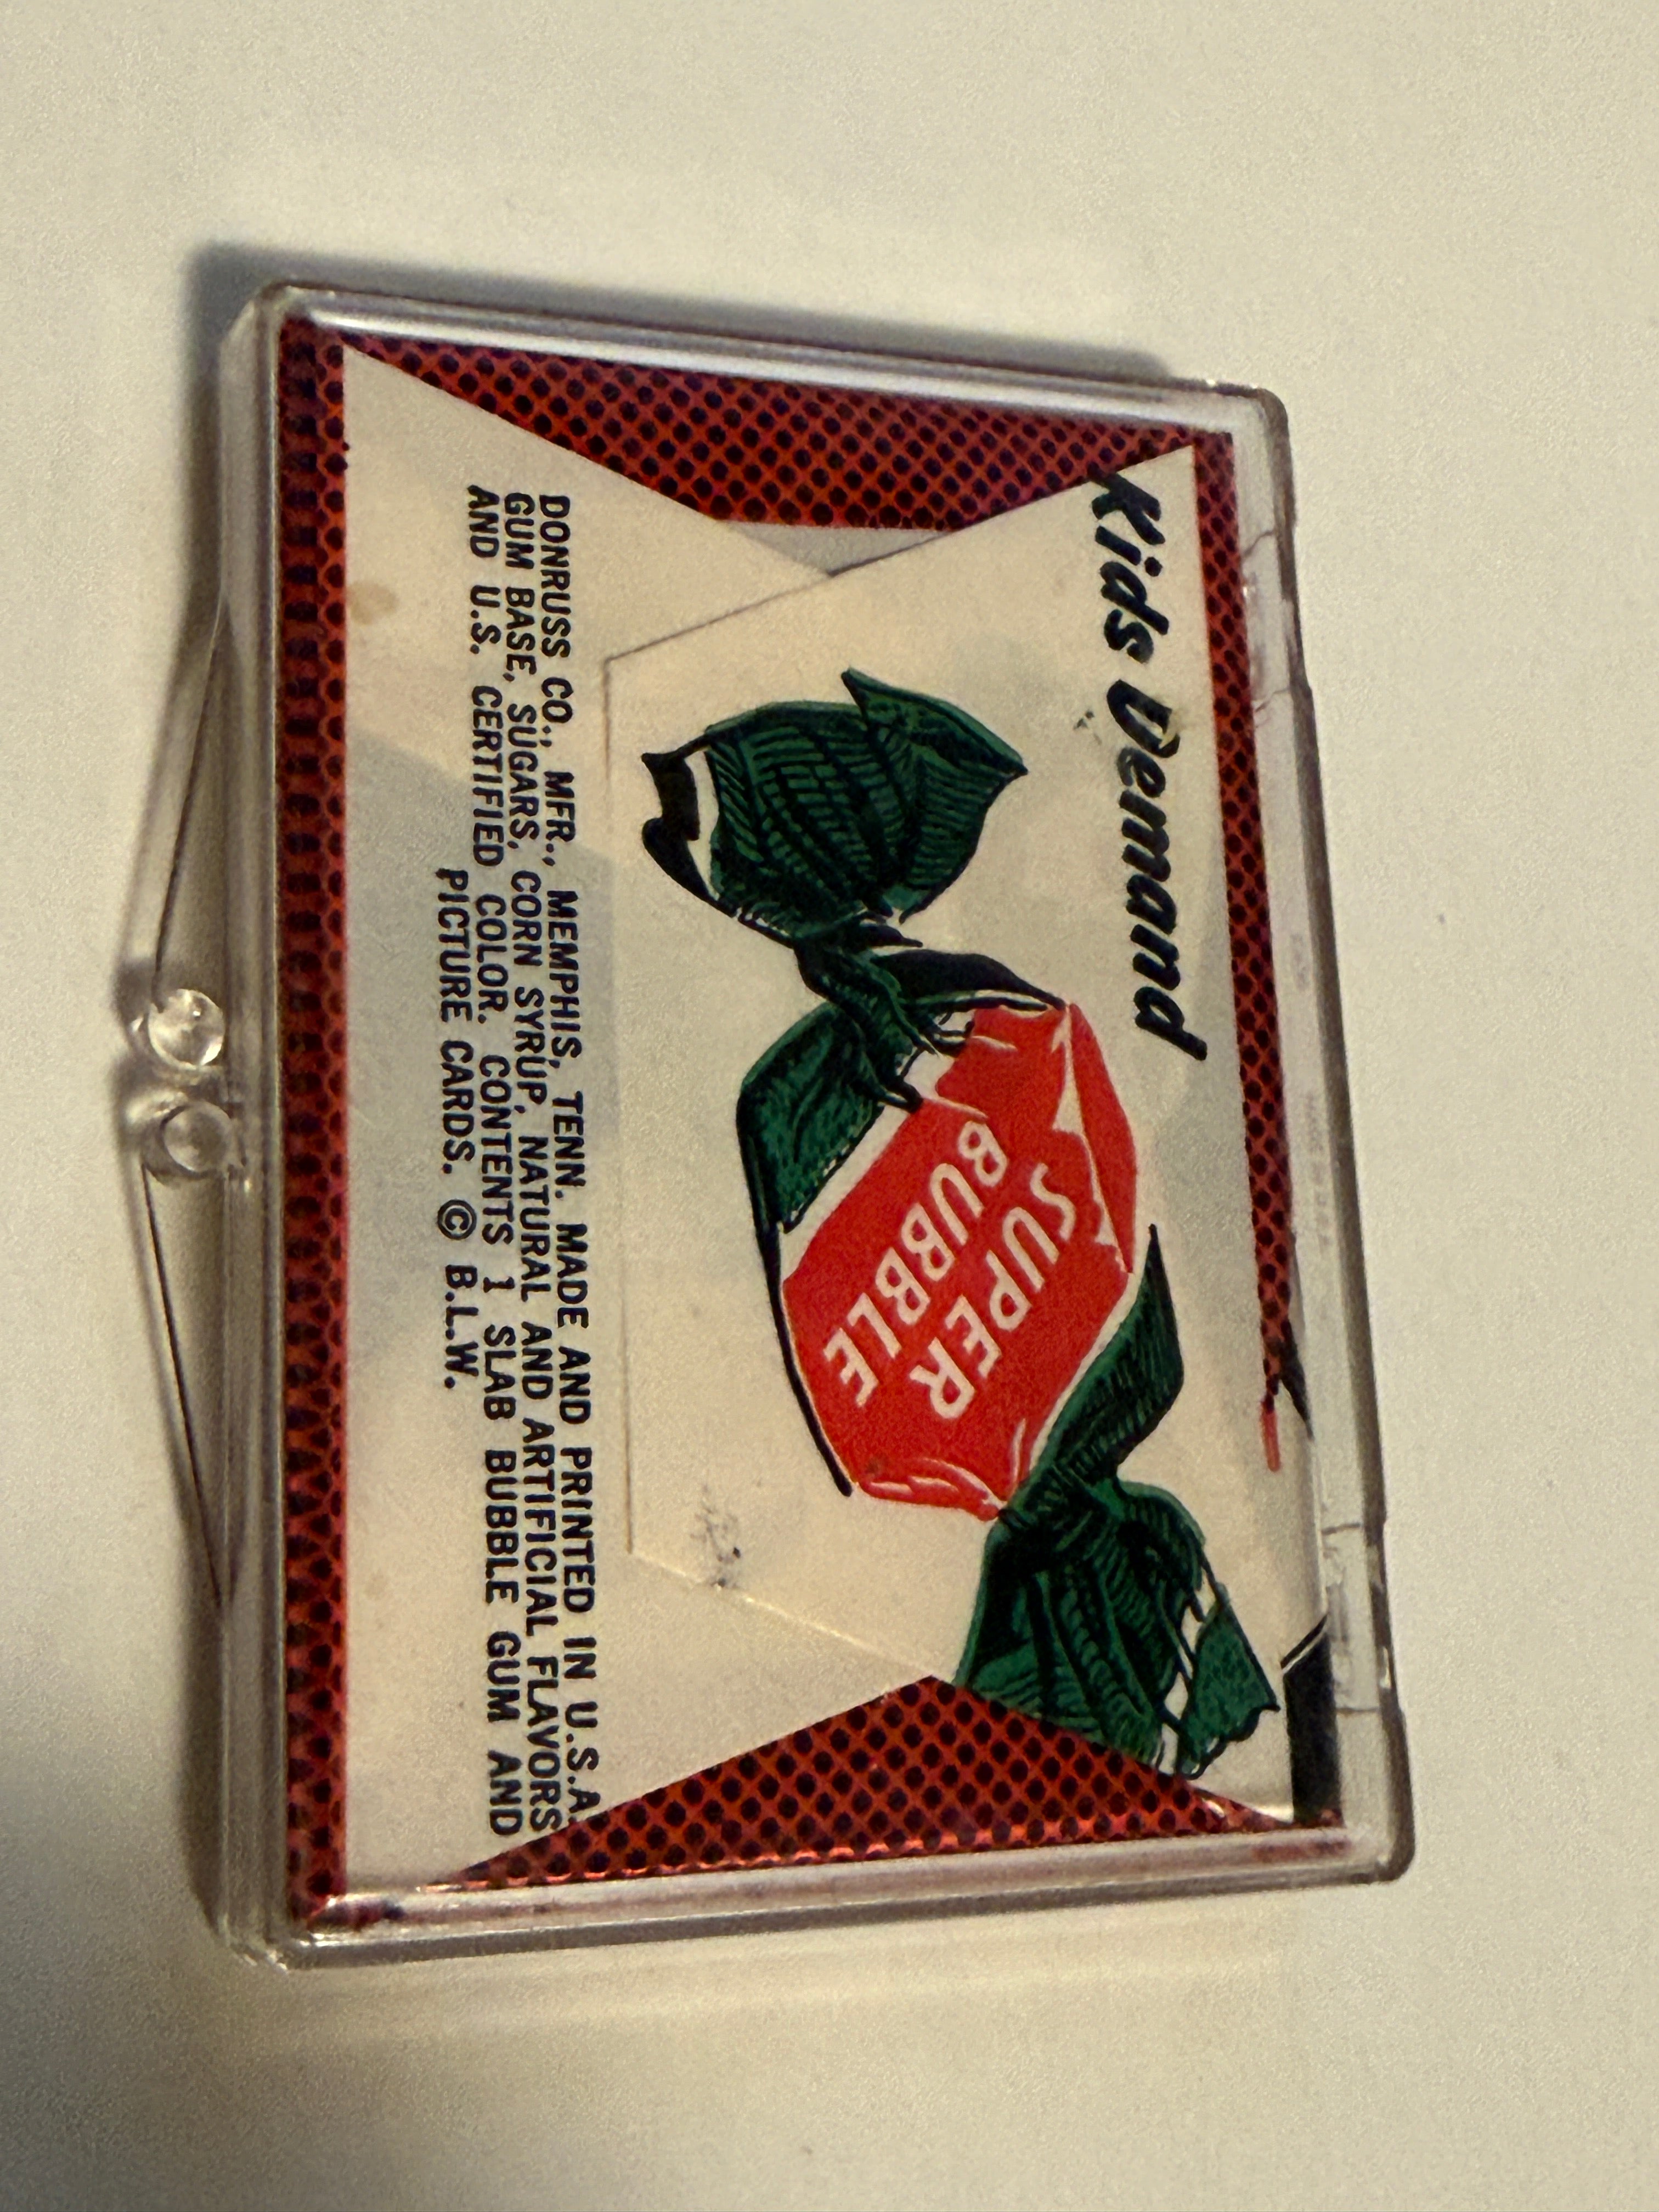 Kids Demand
SUPER
BUBBLE
DONRUSS CO., MFR., MEMPHIS, TENN. MADE AND PRINTED IN U.S.A.
GUM BASE, SUGARS, CORN SYRUP, NATURAL AND ARTIFICIAL FLAVORS
AND U.S. CERTIFIED COLOR. CONTENTS 1 SLAB BUBBLE GUM AND
PICTURE CARDS. © B.L.W.